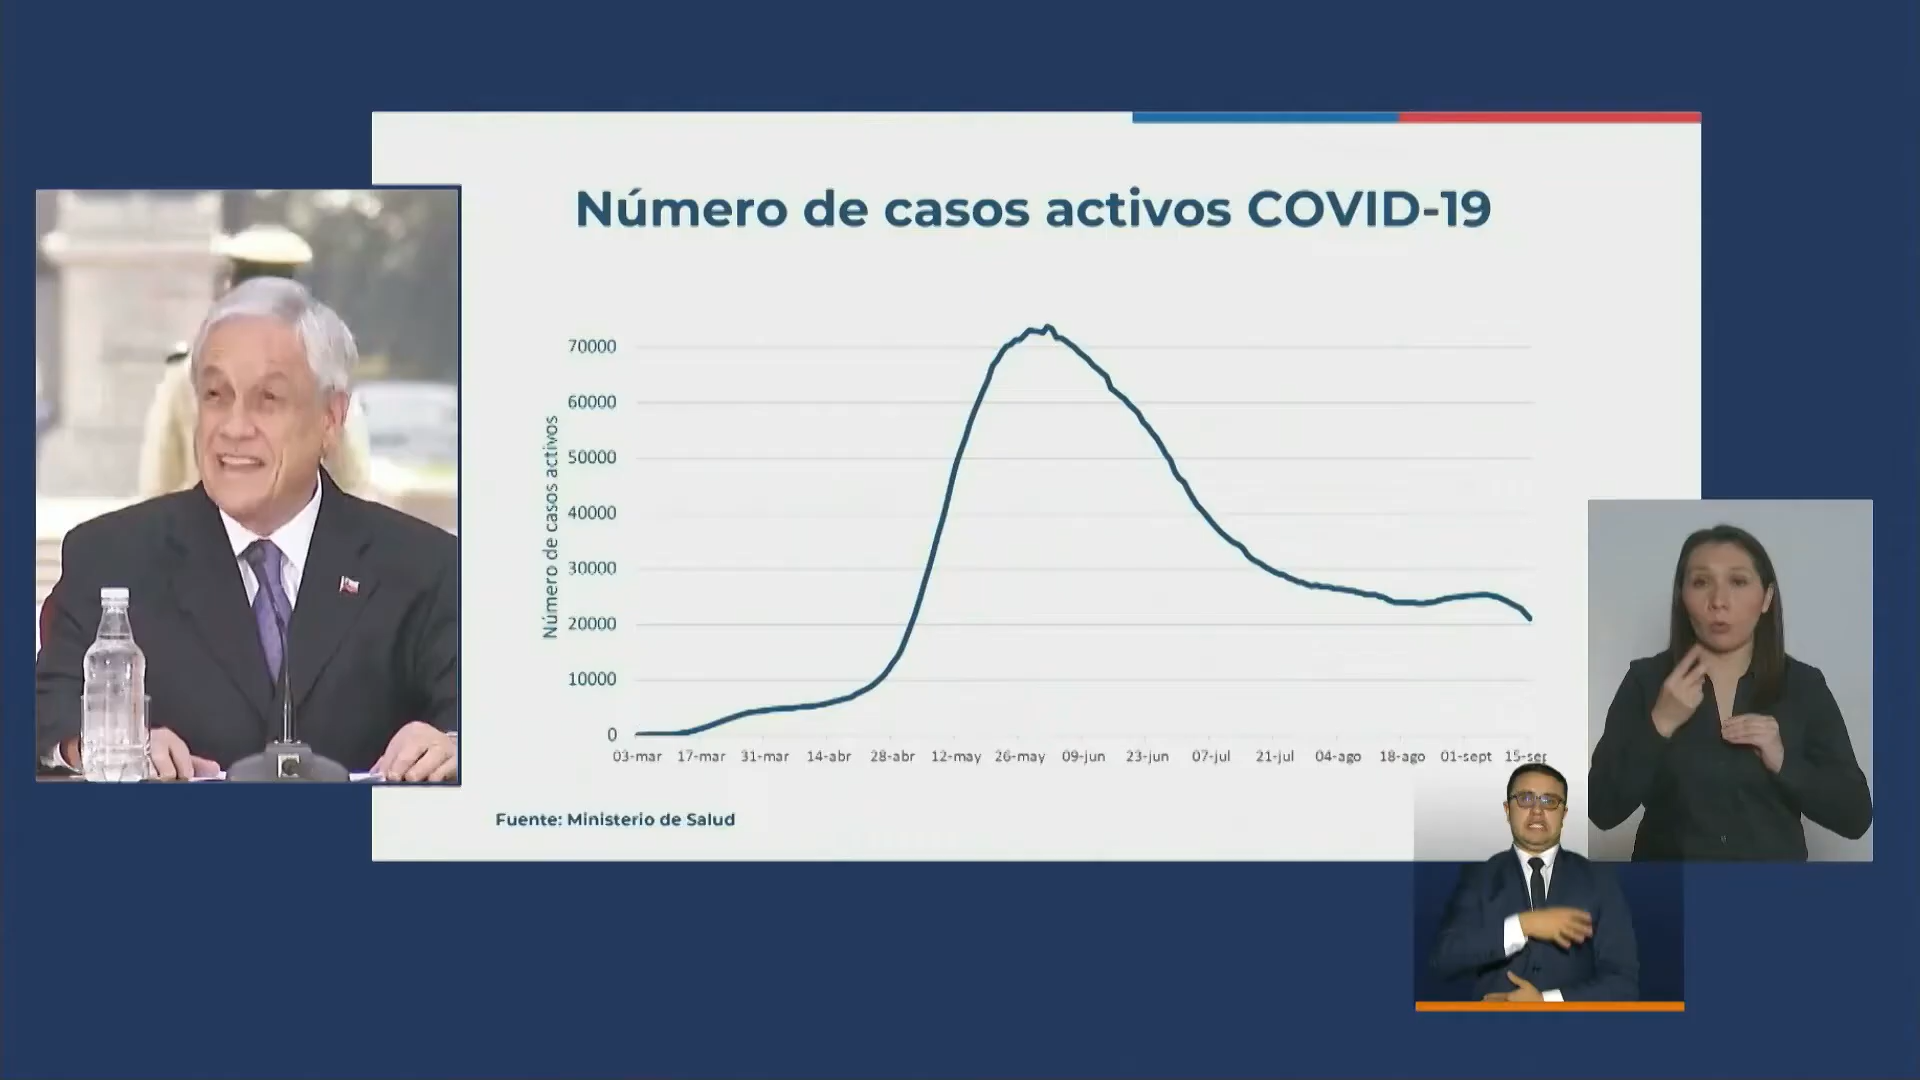 Número de casos activos COVID-19
Número de casos activos
70000
60000
50000
40000
30000
20000
10000
0
03-mar 17-mar 31-mar 14-abr 28-abr 12-may 26-may 09-jun 23-jun 07-jul 21-jul 04-ago 18-ago 01-sept 15-sep
Fuente: Ministerio de Salud